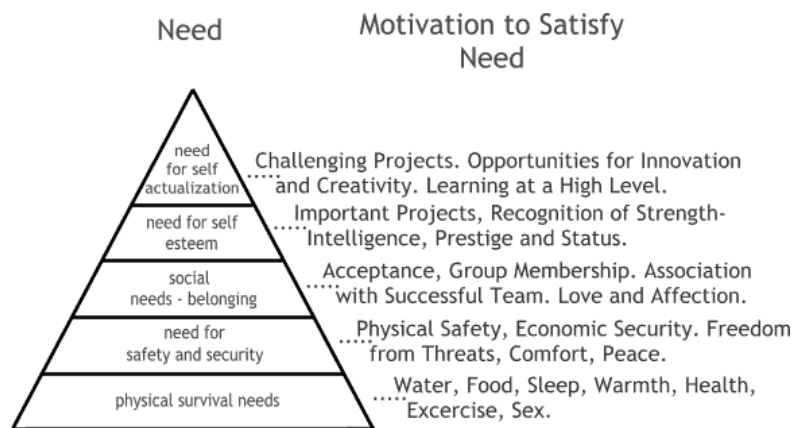 Need
Motivation to Satisfy
Need
need
for self
actualization
Challenging Projects. Opportunities for Innovation
and Creativity. Learning at a High Level.
need for self
esteem
Important Projects, Recognition of Strength-
Intelligence, Prestige and Status.
social
needs - belonging
Acceptance, Group Membership. Association
with Successful Team. Love and Affection.
need for
safety and security
Physical Safety, Economic Security. Freedom
from Threats, Comfort, Peace.
physical survival needs
Water, Food, Sleep, Warmth, Health,
Excercise, Sex.